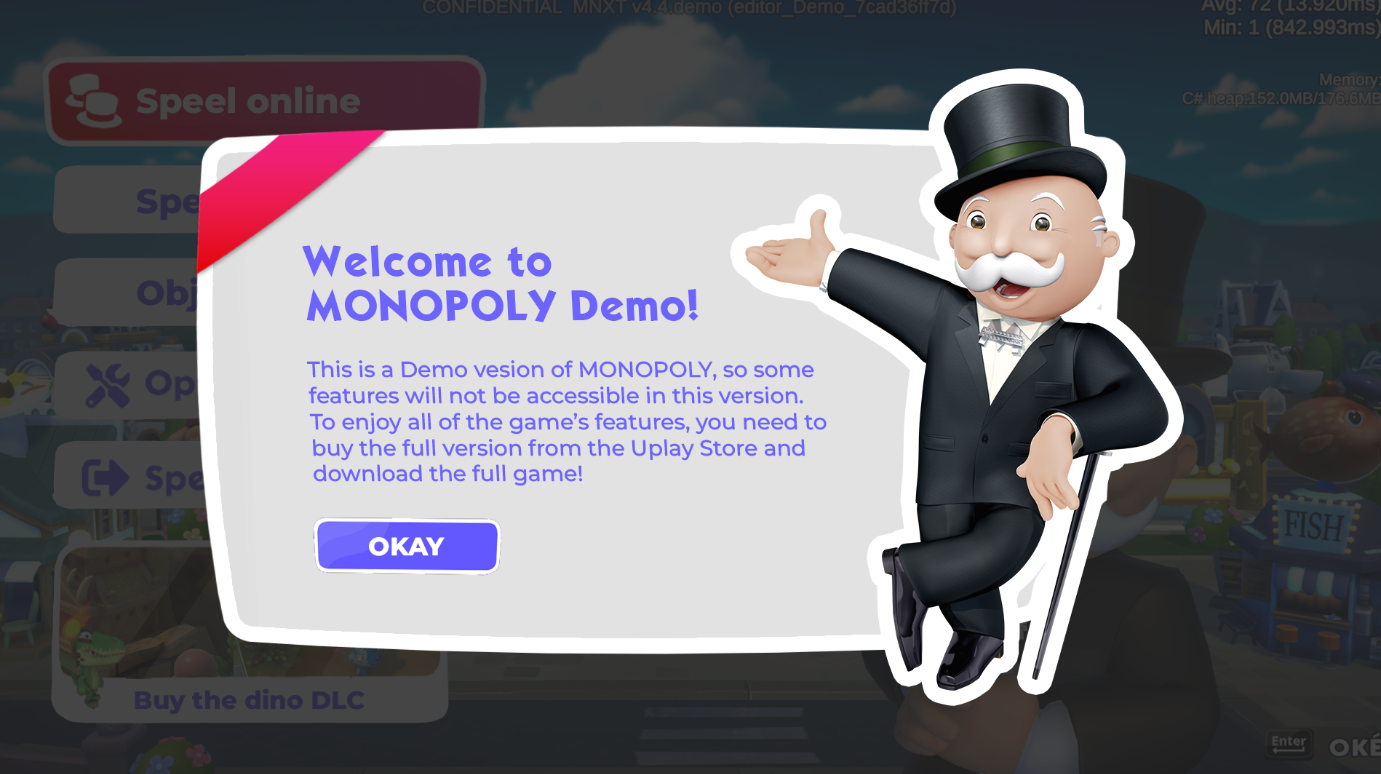 CONFIDENTIAL MNXT v4.4.demo (editor_Demo_7cad36ff7d)
Avg: 72 (13.920ms)
Min: 1 (842.993ms)
Memory:
C# heap:152.0MB/176.6MB
Speel online
Spe
Obj
Op
Spe
Welcome to
MONOPOLY Demo!
This is a Demo vesion of MONOPOLY, so some
features will not be accessible in this version.
To enjoy all of the game's features, you need to
buy the full version from the Uplay Store and
download the full game!
OKAY
FISH
Buy the dino DLC
Enter
OKÉ